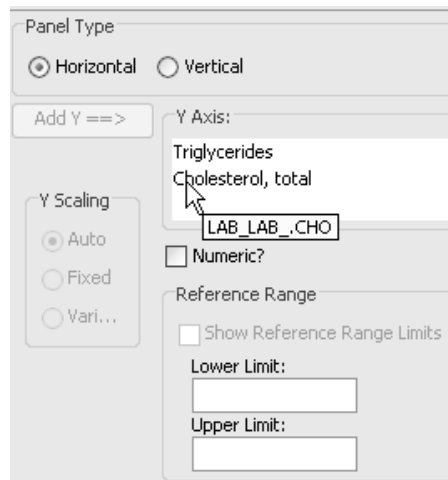 Panel Type
Horizontal Vertical
Add Y ==>
Y Axis:
Triglycerides
Cholesterol, total
LAB_LAB_.CHO
Y Scaling
Auto
Fixed
Vari...
Numeric?
Reference Range
Show Reference Range Limits
Lower Limit:
Upper Limit: